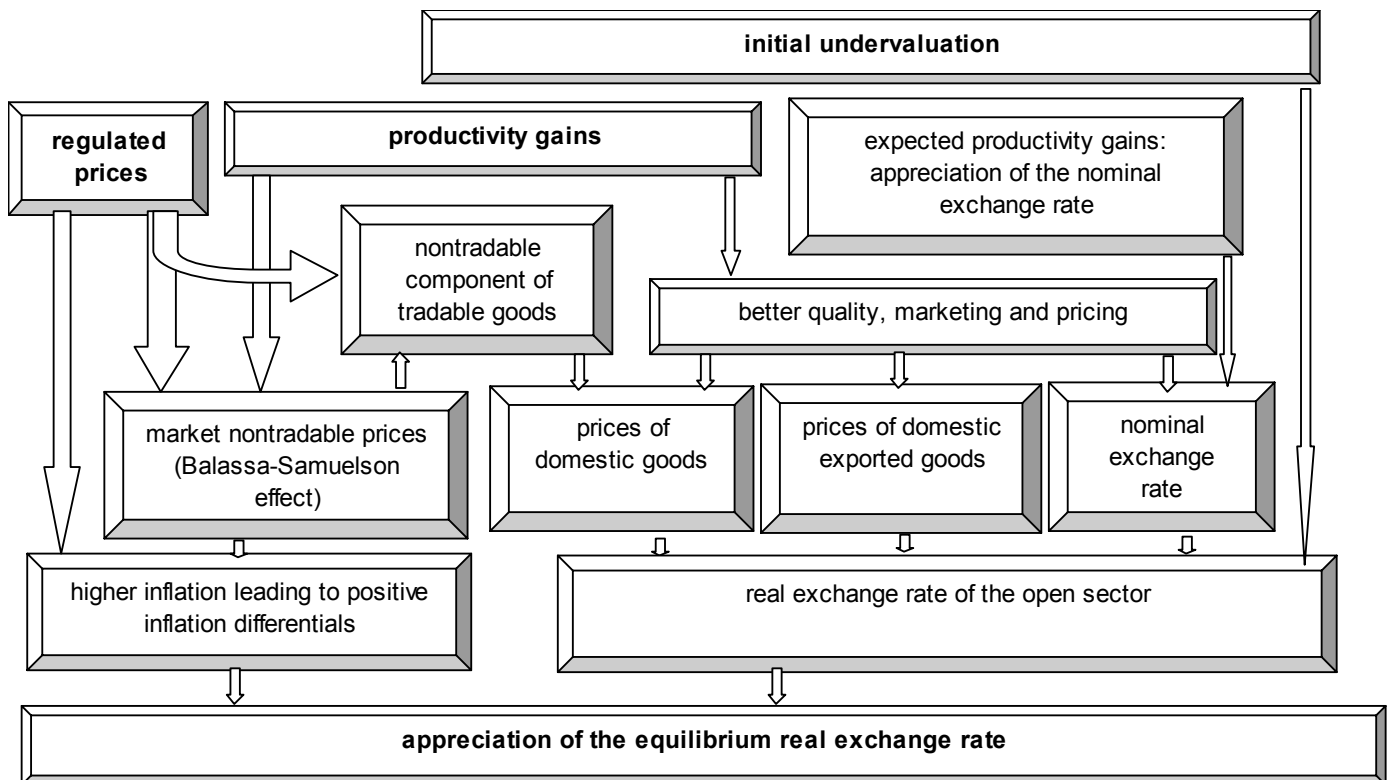 initial undervaluation
regulated
prices
productivity gains
expected productivity gains:
appreciation of the nominal
exchange rate
nontradable
component of
tradable goods
better quality, marketing and pricing
market nontradable prices
(Balassa-Samuelson
effect)
prices of
domestic goods
prices of domestic
exported goods
nominal
exchange
rate
higher inflation leading to positive
inflation differentials
real exchange rate of the open sector
appreciation of the equilibrium real exchange rate